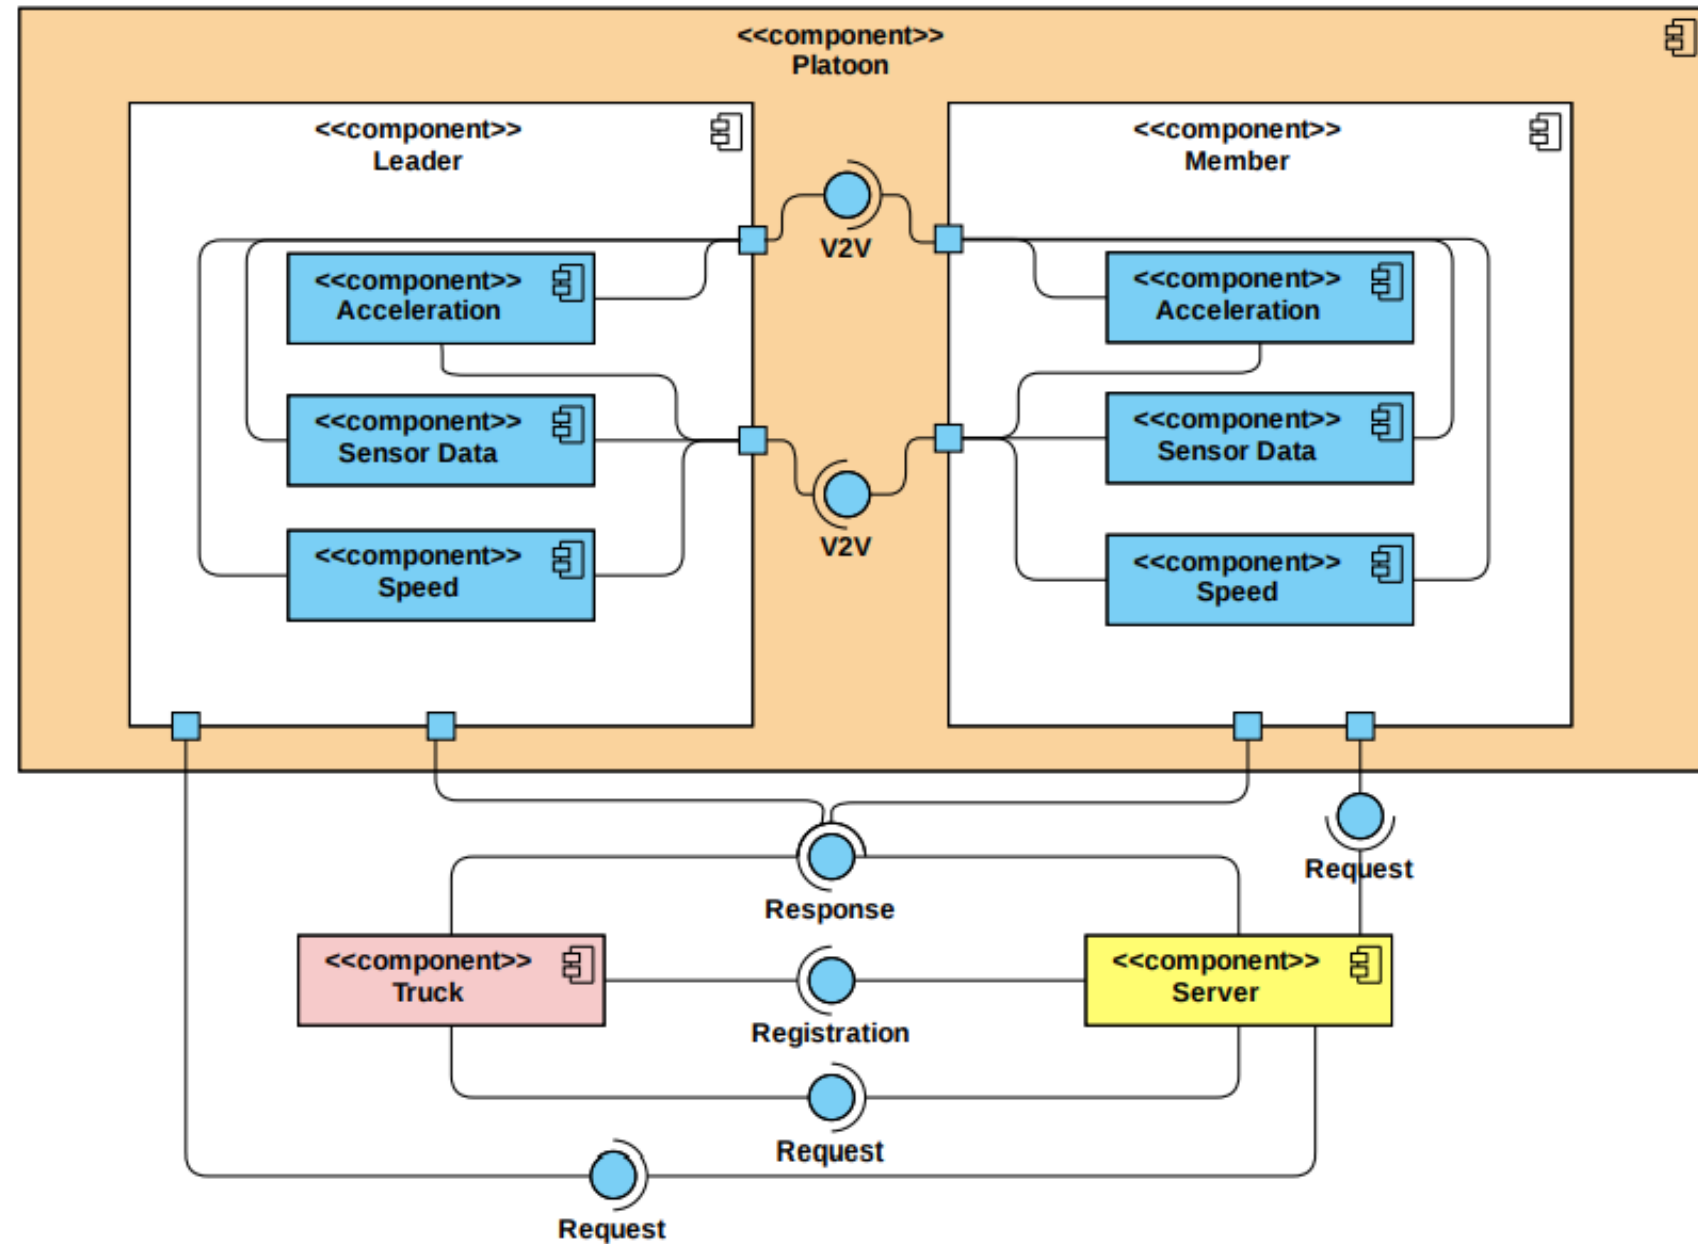 <<component>>
Platoon
<<component>>
Leader
<<component>>
Member
V2V
<<component>>
Acceleration
<<component>>
Acceleration
<<component>>
Sensor Data
<<component>>
Sensor Data
V2V
<<component>>
Speed
<<component>>
Speed
Request
Response
<<component>>
Truck
<<component>>
Server
Registration
Request
Request